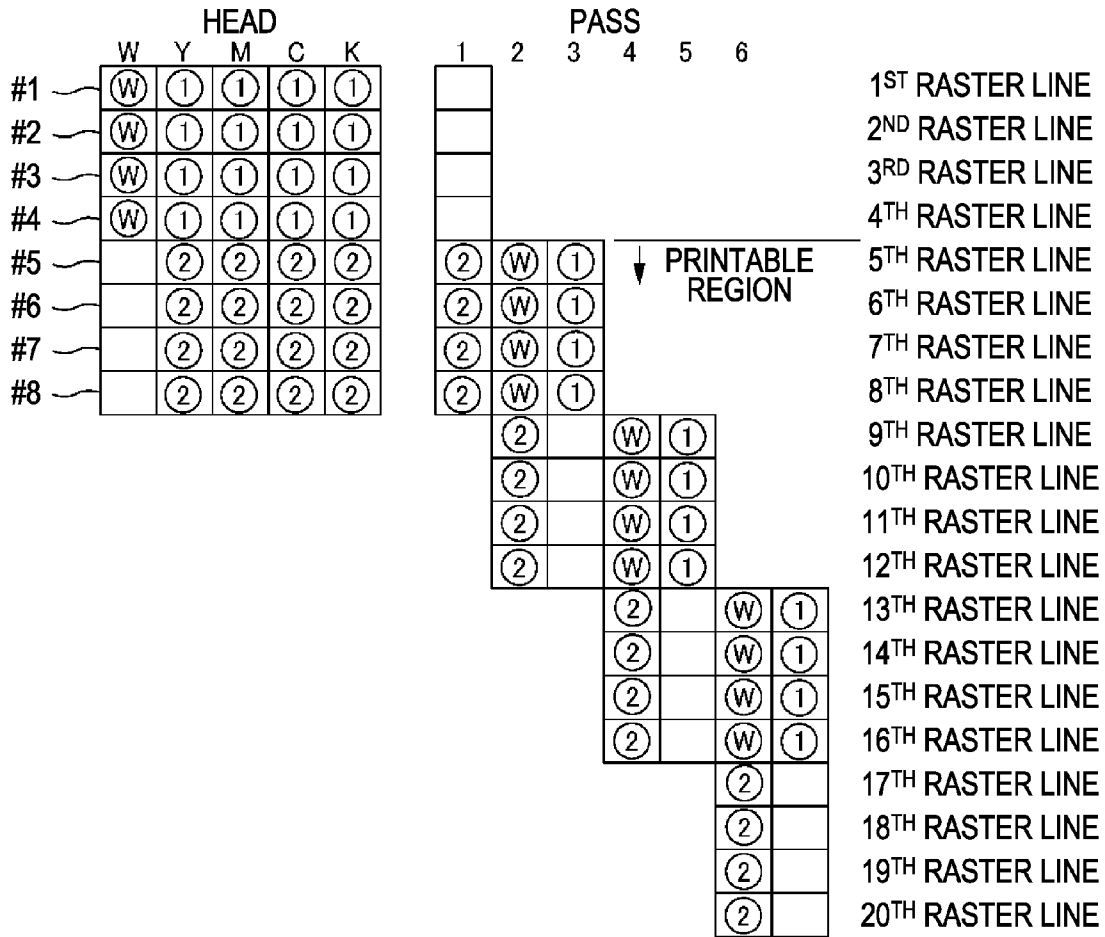 HEAD PASS
W Y M C K 1 2 3 4 5 6
#1 W 1 1 1 1 1ST RASTER LINE
#2 W 1 1 1 1 2ND RASTER LINE
#3 W 1 1 1 1 3RD RASTER LINE
#4 W 1 1 1 1 4TH RASTER LINE
#5 2 2 2 2 2 W 1 PRINTABLE 5TH RASTER LINE
#6 2 2 2 2 2 W 1 REGION 6TH RASTER LINE
#7 2 2 2 2 2 W 1 7TH RASTER LINE
#8 2 2 2 2 2 W 1 8TH RASTER LINE
2 W 1 9TH RASTER LINE
2 W 1 10TH RASTER LINE
2 W 1 11TH RASTER LINE
2 W 1 12TH RASTER LINE
2 W 1 13TH RASTER LINE
2 W 1 14TH RASTER LINE
2 W 1 15TH RASTER LINE
2 W 1 16TH RASTER LINE
2 17TH RASTER LINE
2 18TH RASTER LINE
2 19TH RASTER LINE
2 20TH RASTER LINE